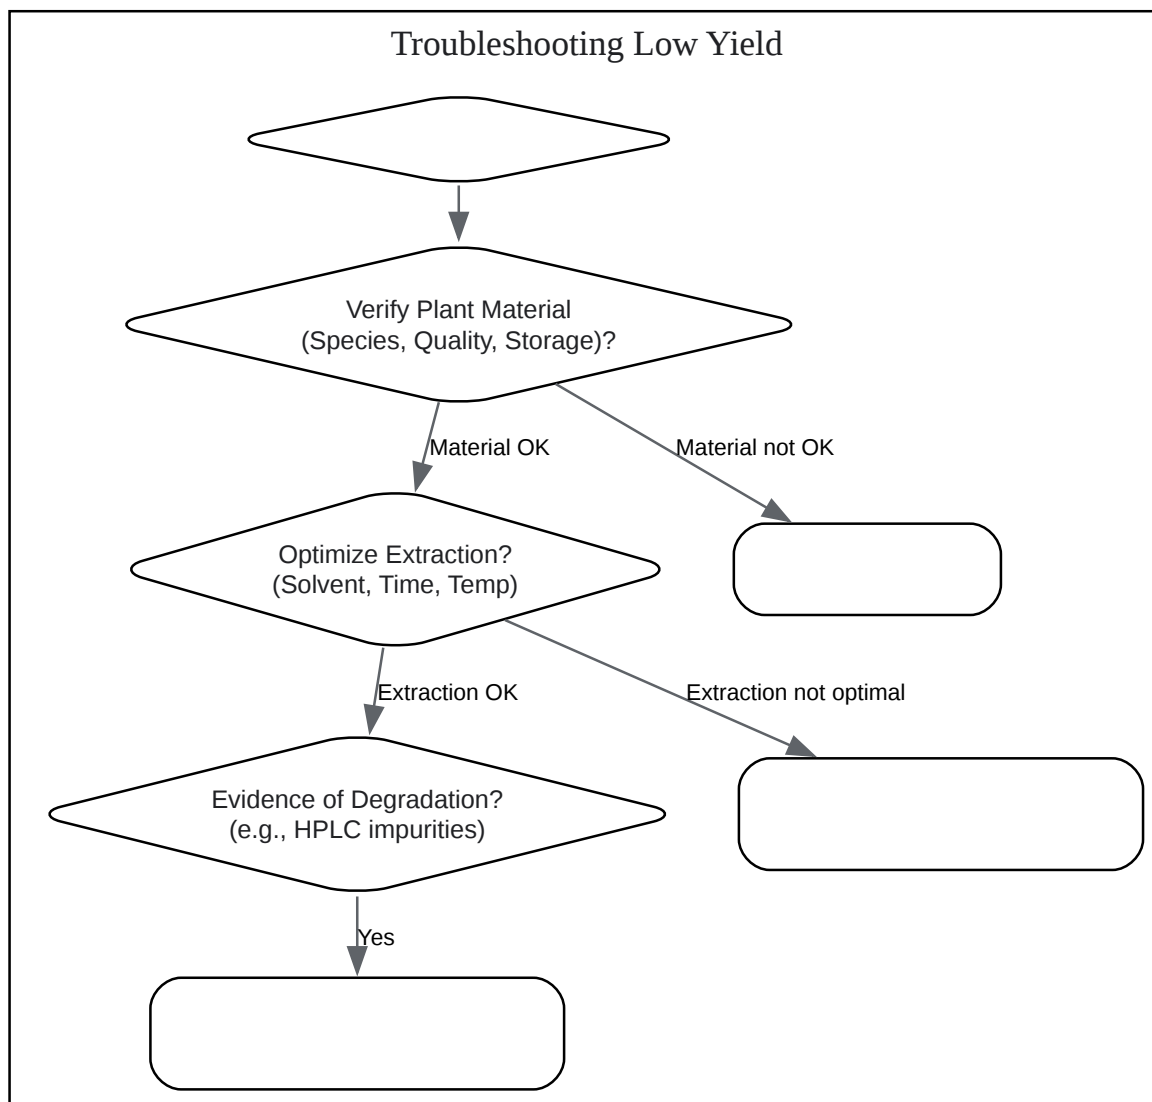 Troubleshooting Low Yield
Verify Plant Material
(Species, Quality, Storage)?
Material OK
Material not OK
Optimize Extraction?
(Solvent, Time, Temp)
Extraction OK
Extraction not optimal
Evidence of Degradation?
(e.g., HPLC impurities)
Yes